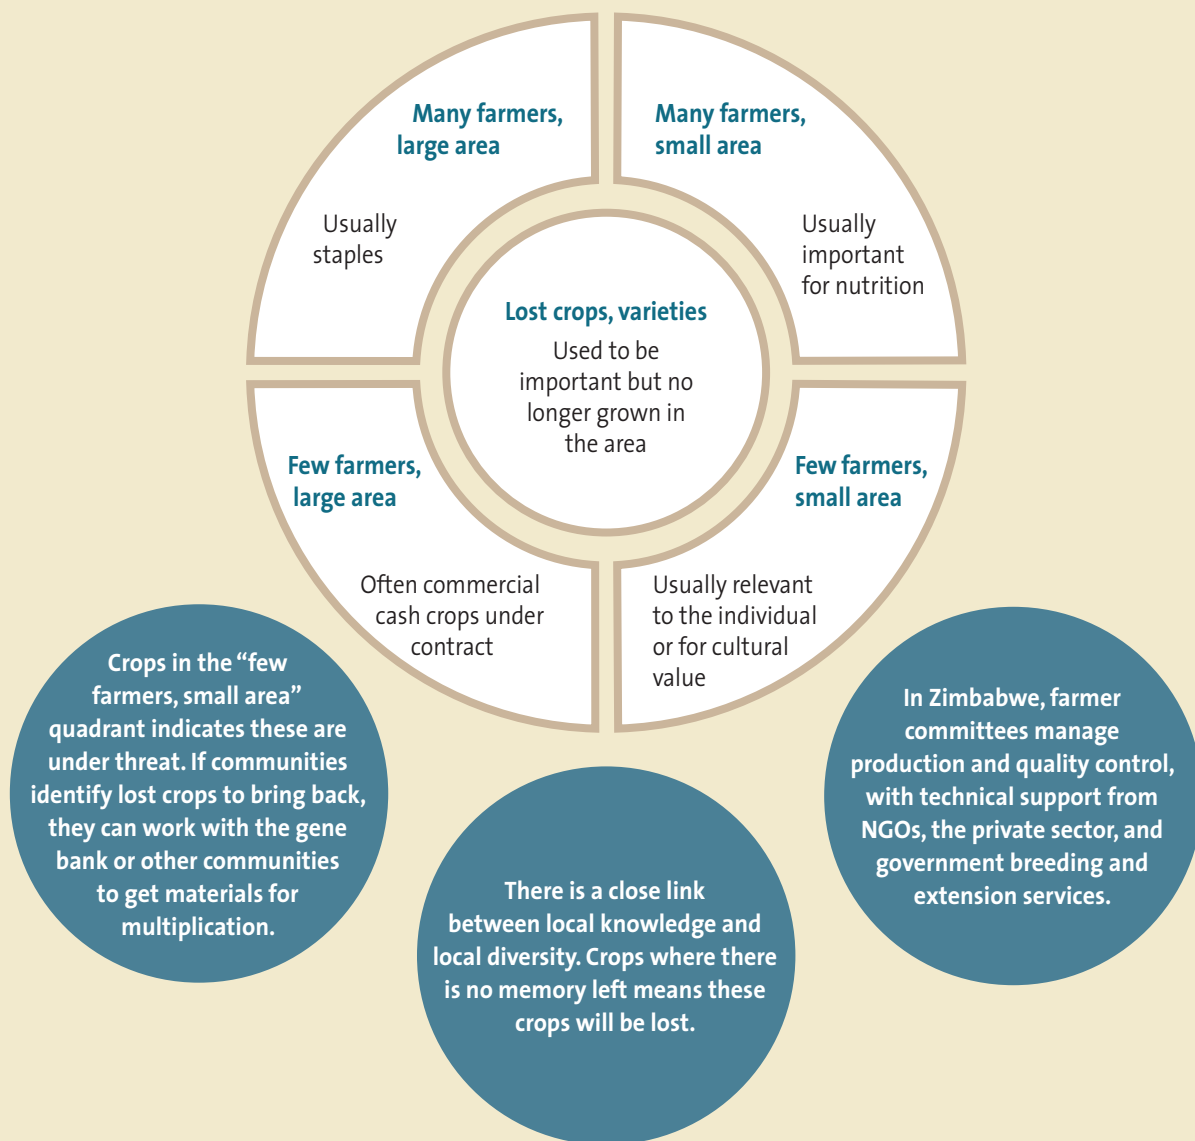 Many farmers,
large area
Usually
staples
Many farmers,
small area
Usually
important
for nutrition
Lost crops, varieties
Used to be
important but no
longer grown in
the area
Few farmers,
large area
Often commercial
cash crops under
contract
Few farmers,
small area
Usually relevant
to the individual
or for cultural
value
Crops in the “few
farmers, small area”
quadrant indicates these are
under threat. If communities
identify lost crops to bring back,
they can work with the gene
bank or other communities
to get materials for
multiplication.
There is a close link
between local knowledge and
local diversity. Crops where there
is no memory left means these
crops will be lost.
In Zimbabwe, farmer
committees manage
production and quality control,
with technical support from
NGOs, the private sector, and
government breeding and
extension services.